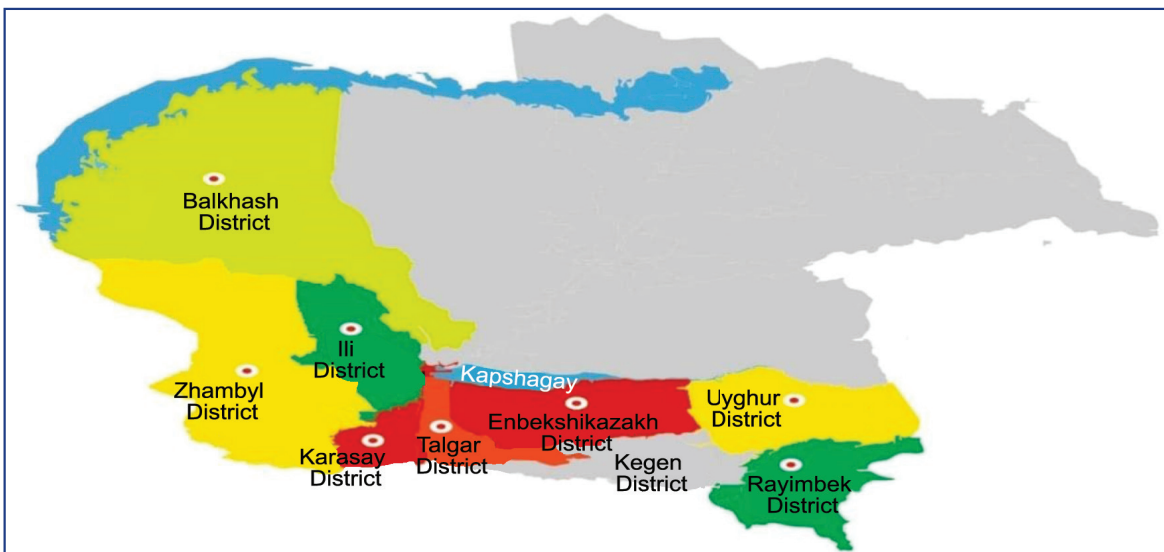 Balkhash
District
Ili
District
Zhambyl
District
Kapshagay
Uyghur
District
Enbekshikazakh
District
Karasay
District
Talgar
District
Kegen
District
Rayimbek
District